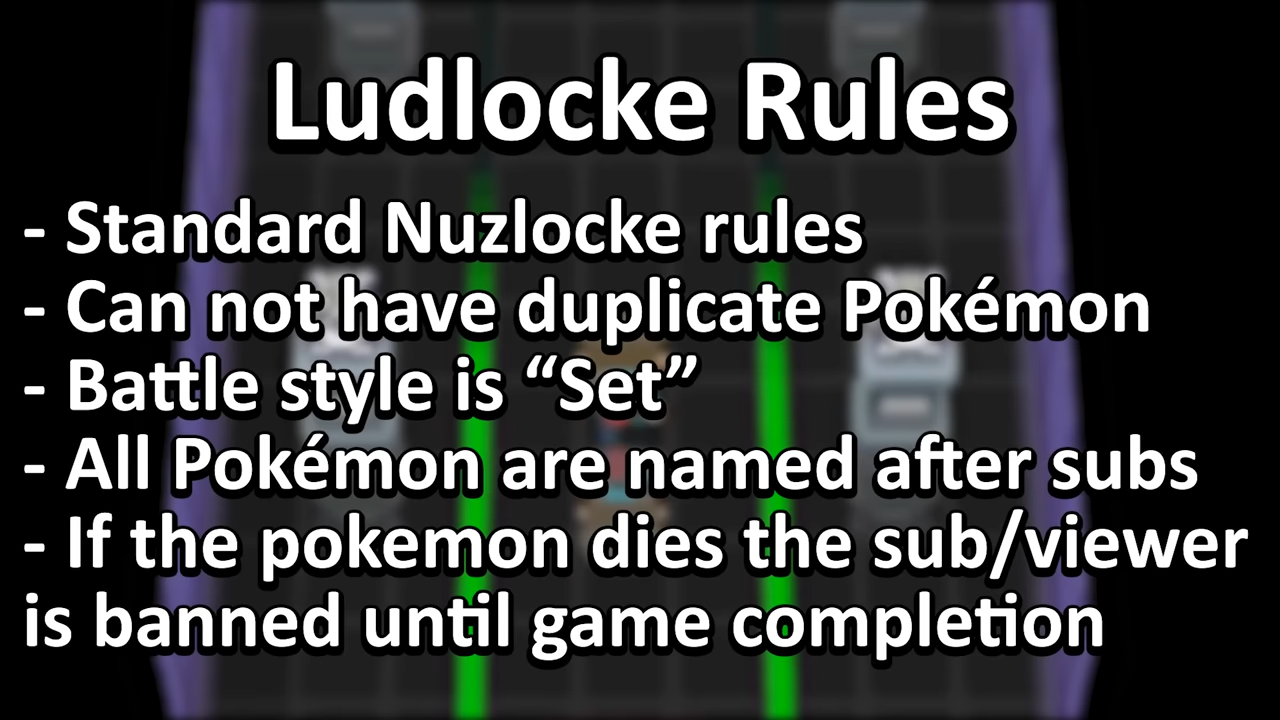 Ludlocke Rules
- Standard Nuzlocke rules
- Can not have duplicate Pokémon
- Battle style is “Set”
- All Pokémon are named after subs
- If the pokemon dies the sub/viewer
is banned until game completion